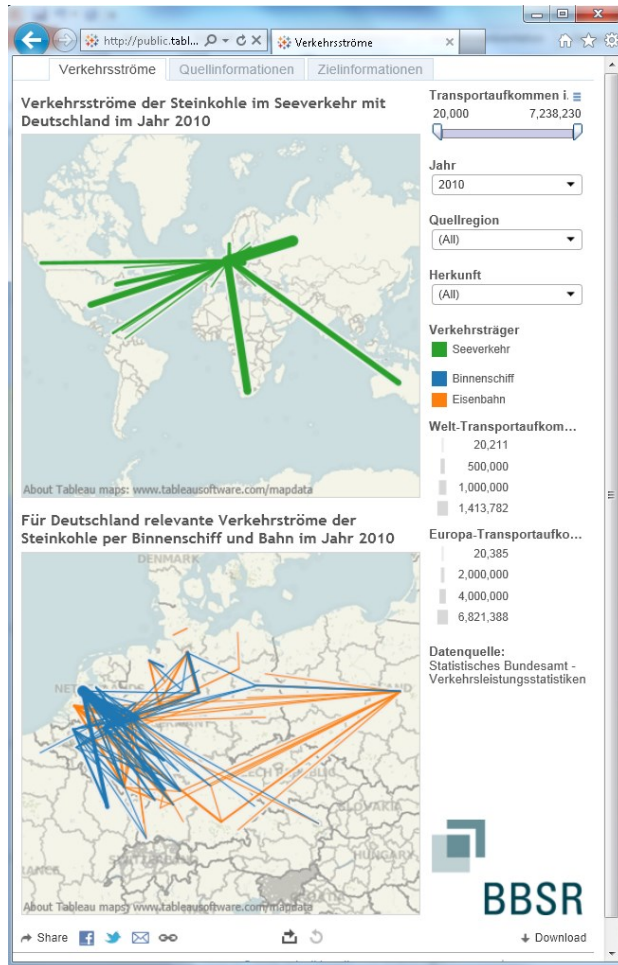 http://public.tabl...
Verkehrsströme
Verkehrsströme
Quellinformationen
Zielinformationen
Verkehrsströme der Steinkohle im Seeverkehr mit
Deutschland im Jahr 2010
About Tableau maps: www.tableausoftware.com/mapdata
Für Deutschland relevante Verkehrströme der
Steinkohle per Binnenschiff und Bahn im Jahr 2010
DENMARK
CZECH REPUBLIC
SLOVAKIA
HUNGARY
About Tableau maps: www.tableausoftware.com/mapdata
Transportaufkommen i.
20,000 7,238,230
Jahr
2010
Quellregion
(All)
Herkunft
(All)
Verkehrsträger
Seeverkehr
Binnenschiff
Eisenbahn
Welt-Transportaufkom...
20,211
500,000
1,000,000
1,413,782
Europa-Transportaufko...
20,385
2,000,000
4,000,000
6,821,388
Datenquelle:
Statistisches Bundesamt -
Verkehrsleistungsstatistiken
BBSR
Share
Download